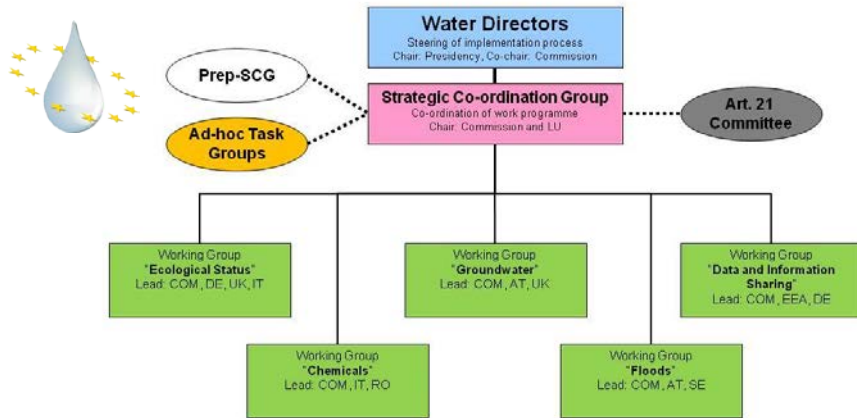 Water Directors
Steering of implementation process
Chair: Presidency, Co-chair: Commission
Prep-SCG
Strategic Co-ordination Group
Co-ordination of work programme
Chair: Commission and LU
Art. 21
Committee
Ad-hoc Task
Groups
Working Group
"Ecological Status"
Lead: COM, DE, UK, IT
Working Group
"Groundwater"
Lead: COM, AT, UK
Working Group
"Data and Information
Sharing"
Lead: COM, EEA, DE
Working Group
"Chemicals"
Lead: COM, IT, RO
Working Group
"Floods"
Lead: COM, AT, SE